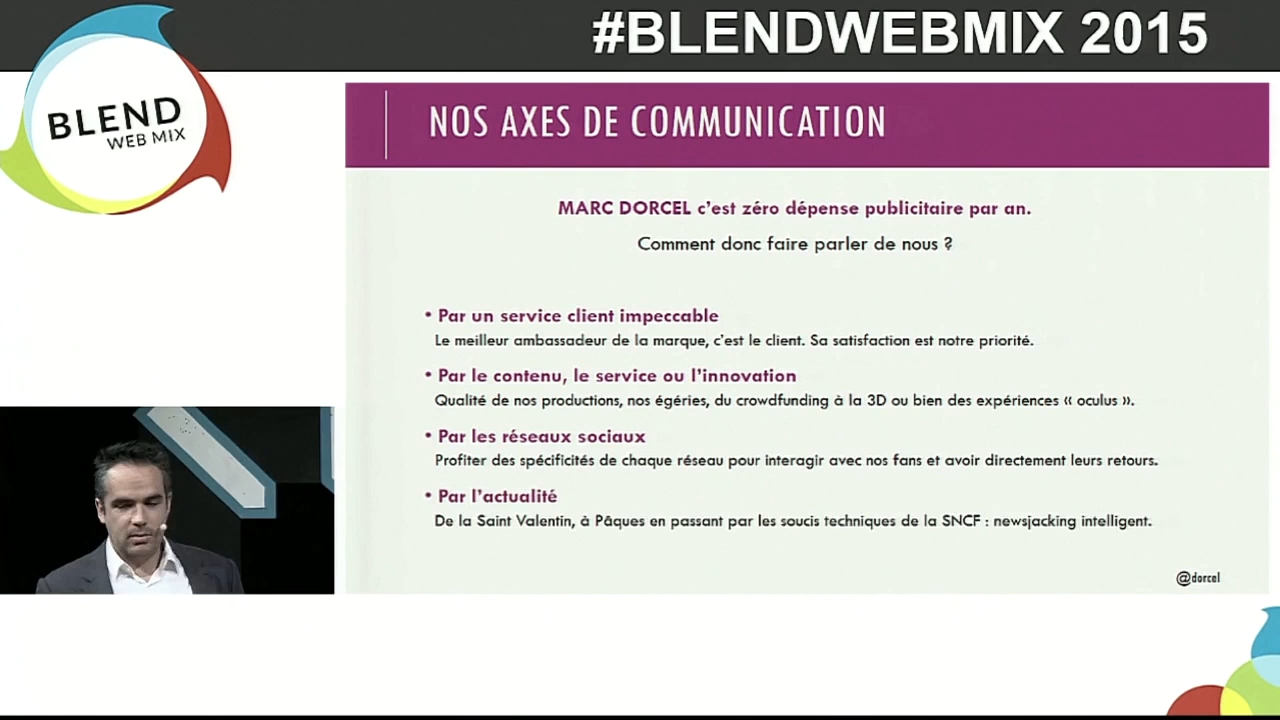 #BLENDWEBMIX 2015
BLEND
WEB MIX
NOS AXES DE COMMUNICATION
MARC DORCEL c'est zéro dépense publicitaire par an.
Comment donc faire parler de nous ?
• Par un service client impeccable
Le meilleur ambassadeur de la marque, c'est le client. Sa satisfaction est notre priorité.
• Par le contenu, le service ou l'innovation
Qualité de nos productions, nos égéries, du crowdfunding à la 3D ou bien des expériences « oculus ».
• Par les réseaux sociaux
Profiter des spécificités de chaque réseau pour interagir avec nos fans et avoir directement leurs retours.
• Par l'actualité
De la Saint Valentin, à Pâques en passant par les soucis techniques de la SNCF : newsjacking intelligent.
@dorcel